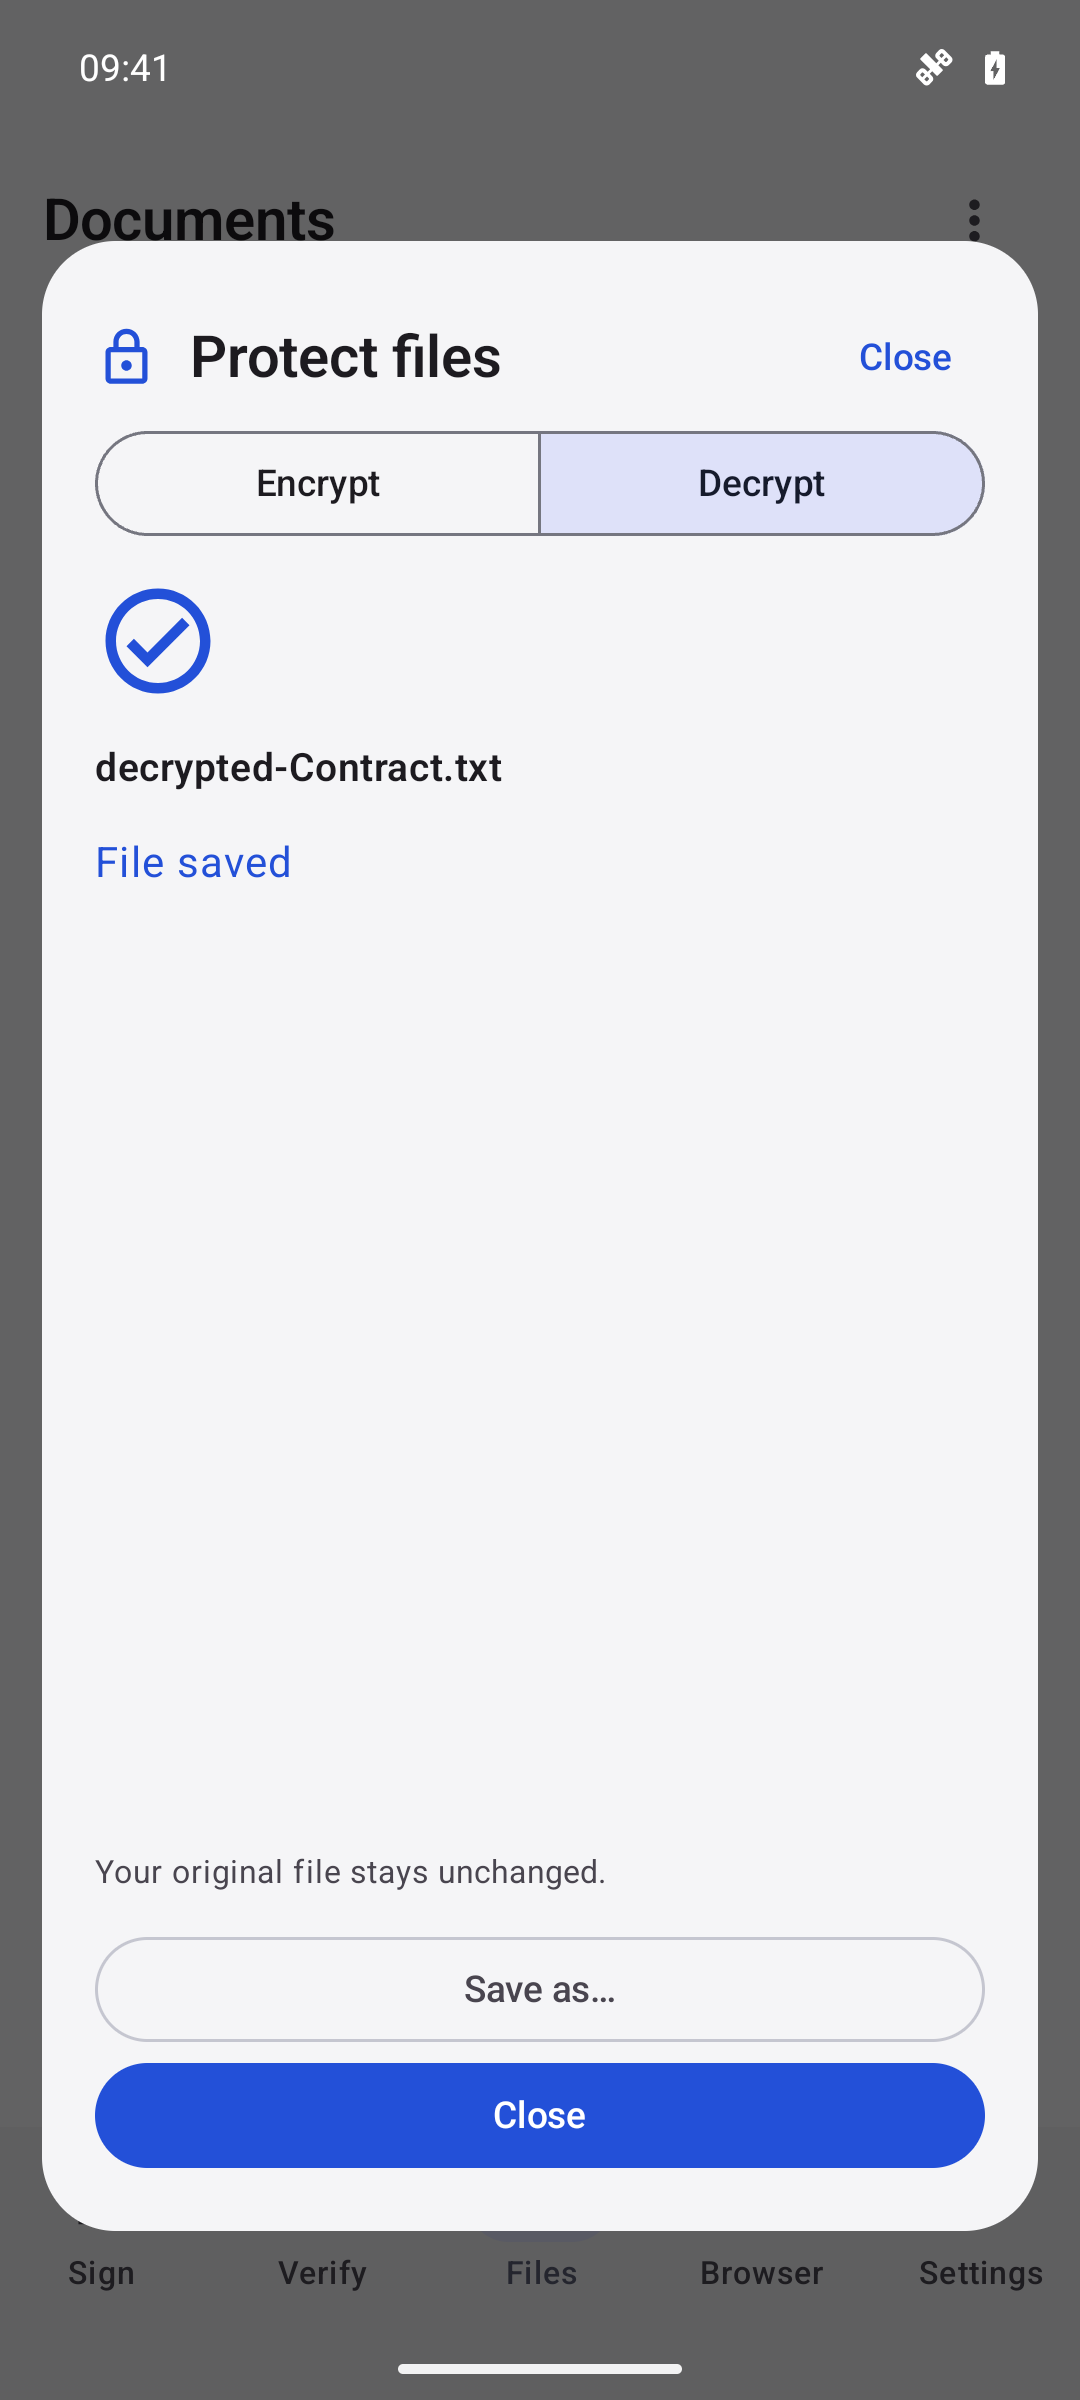 09:41
Documents
Protect files
Close
Encrypt
Decrypt
decrypted-Contract.txt
File saved
Your original file stays unchanged.
Save as…
Close
Sign
Verify
Files
Browser
Settings